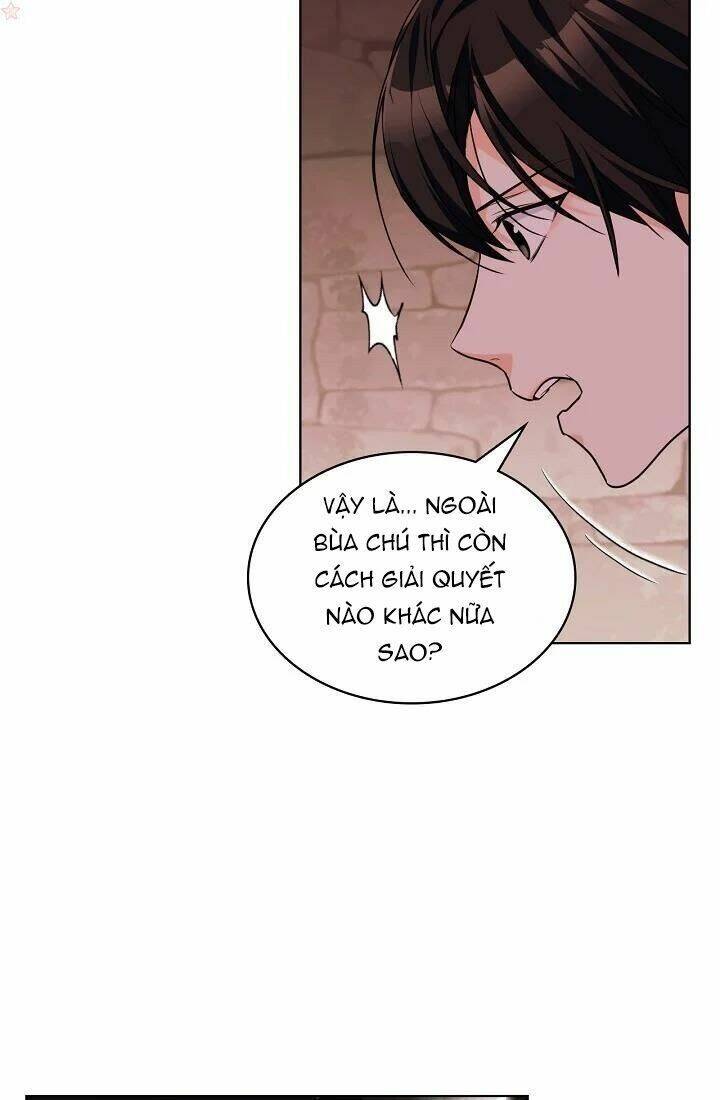 VẬY LÀ... NGOÀI
BÙA CHÚ THÌ CÒN
CÁCH GIẢI QUYẾT
NÀO KHÁC NỮA
SAO?